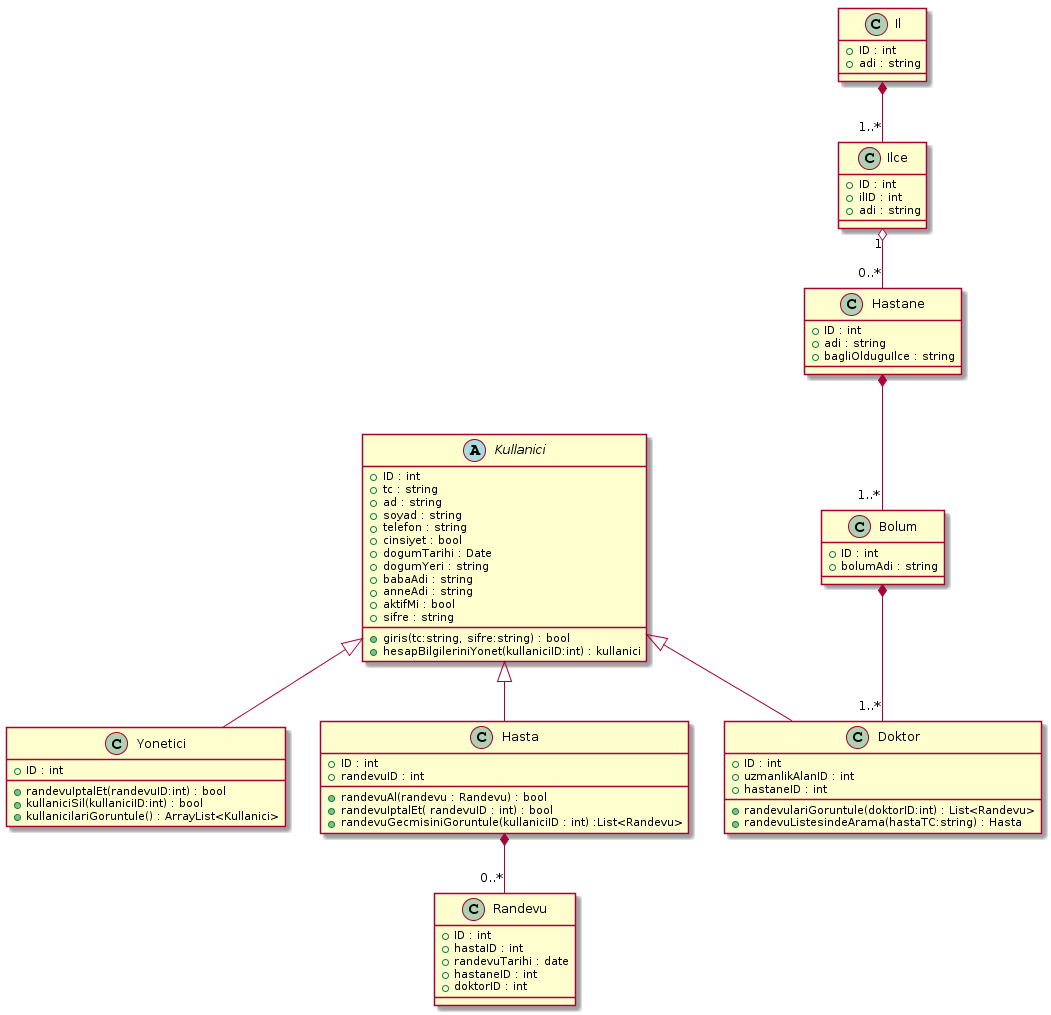 C Il
ID : int
adi : string
1..*
C Ilce
ID : int
ilID : int
adi : string
1
0..*
C Hastane
ID : int
adi : string
bagliOlduguIlce : string
1..*
A Kullanici
ID : int
tc : string
ad : string
soyad : string
telefon : string
cinsiyet : bool
dogumTarihi : Date
dogumYeri : string
babaAdi : string
anneAdi : string
aktifMi : bool
sifre : string
giris(tc:string, sifre:string) : bool
hesapBilgileriniYonet(kullaniciID:int) : kullanici
C Bolum
ID : int
bolumAdi : string
1..*
C Yonetici
ID : int
randevuIptalEt(randevuID:int) : bool
kullaniciSil(kullaniciID:int) : bool
kullanicilariGoruntule() : ArrayList<Kullanici>
C Hasta
ID : int
randevuID : int
randevuAl(randevu : Randevu) : bool
randevuIptalEt( randevuID : int) : bool
randevuGecmisiniGoruntule(kullaniciID : int) :List<Randevu>
C Doktor
ID : int
uzmanlikAlanID : int
hastaneID : int
randevulariGoruntule(doktorID:int) : List<Randevu>
randevuListesindeArama(hastaTC:string) : Hasta
0..*
C Randevu
ID : int
hastaID : int
randevuTarihi : date
hastaneID : int
doktorID : int